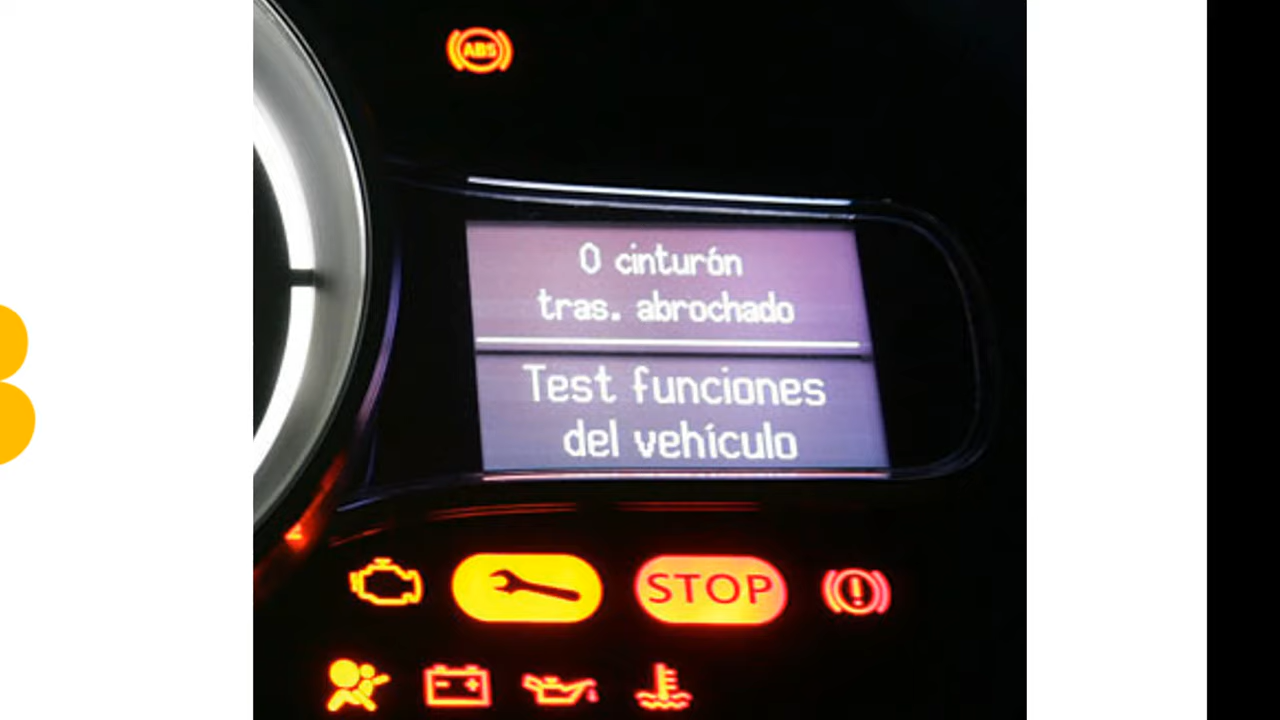 ABS
0 cinturón
tras. abrochado
Test funciones
del vehículo
STOP